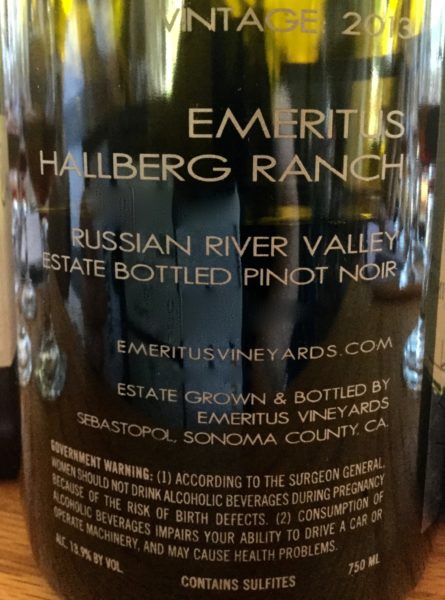 VINTAGE 2013
EMERITUS
HALLBERG RANCH
RUSSIAN RIVER VALLEY
ESTATE BOTTLED PINOT NOIR
EMERITUSVINEYARDS.COM
ESTATE GROWN & BOTTLED BY
EMERITUS VINEYARDS
SEBASTOPOL, SONOMA COUNTY, CA.
GOVERNMENT WARNING: (1) ACCORDING TO THE SURGEON GENERAL,
WOMEN SHOULD NOT DRINK ALCOHOLIC BEVERAGES DURING PREGNANCY
BECAUSE OF THE RISK OF BIRTH DEFECTS. (2) CONSUMPTION OF
ALCOHOLIC BEVERAGES IMPAIRS YOUR ABILITY TO DRIVE A CAR OR
OPERATE MACHINERY, AND MAY CAUSE HEALTH PROBLEMS.
ALC. 13.9% BY VOL. 750 ML
CONTAINS SULFITES